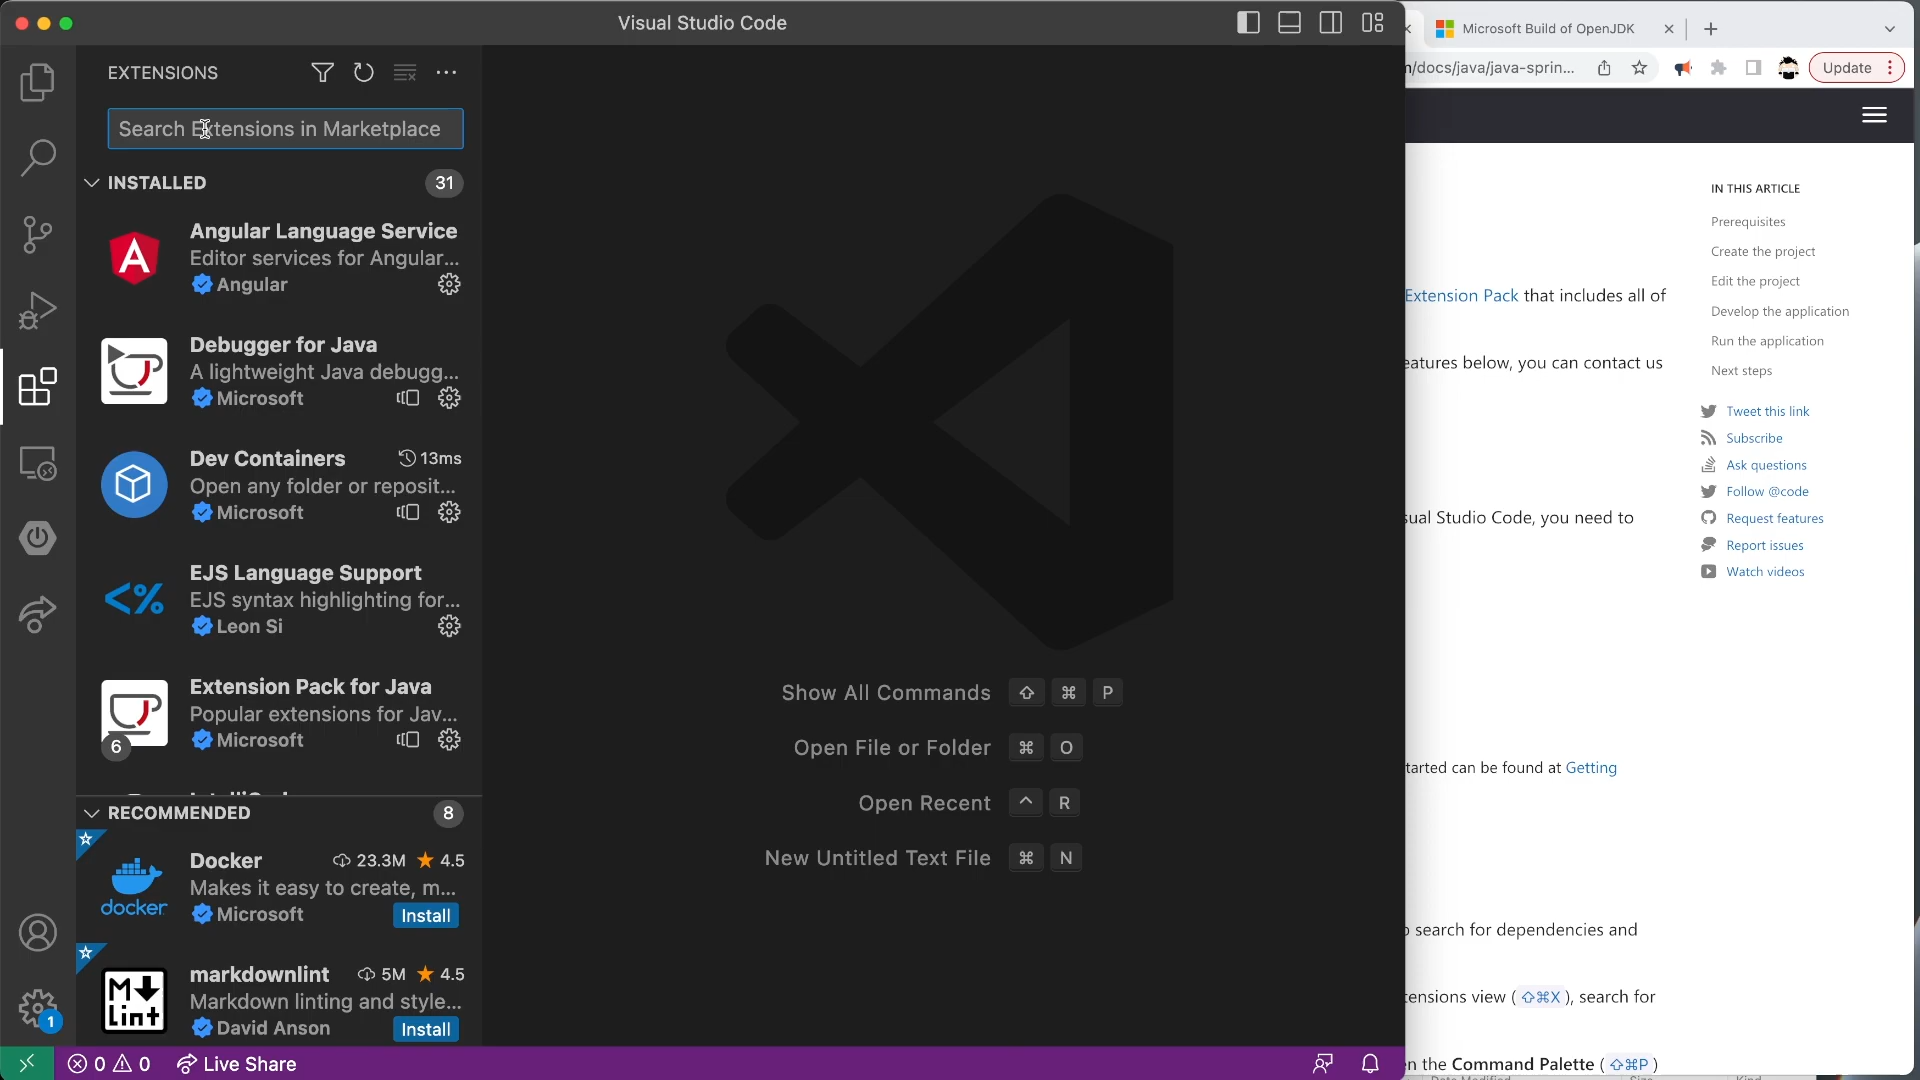 Visual Studio Code
EXTENSIONS
Search Extensions in Marketplace
INSTALLED 31
Angular Language Service
Editor services for Angular...
Angular
Debugger for Java
A lightweight Java debugg...
Microsoft
Dev Containers 13ms
Open any folder or reposit...
Microsoft
<% EJS Language Support
EJS syntax highlighting for...
Leon Si
Extension Pack for Java
Popular extensions for Jav...
6 Microsoft
RECOMMENDED 8
Docker 23.3M 4.5
Makes it easy to create, m...
docker Microsoft Install
markdownlint 5M 4.5
Markdown linting and style...
M Lint David Anson Install
1
0 0 Live Share
Show All Commands ⇧ ⌘ P
Open File or Folder ⌘ O
Open Recent ^ R
New Untitled Text File ⌘ N
Microsoft Build of OpenJDK
/docs/java/java-sprin... Update
IN THIS ARTICLE
Prerequisites
Create the project
Edit the project
Develop the application
Run the application
Next steps
Tweet this link
Subscribe
Ask questions
Follow @code
Request features
Report issues
Watch videos
Extension Pack that includes all of
eatures below, you can contact us
sual Studio Code, you need to
tarted can be found at Getting
search for dependencies and
tensions view (⇧⌘X), search for
n the Command Palette (⇧⌘P)